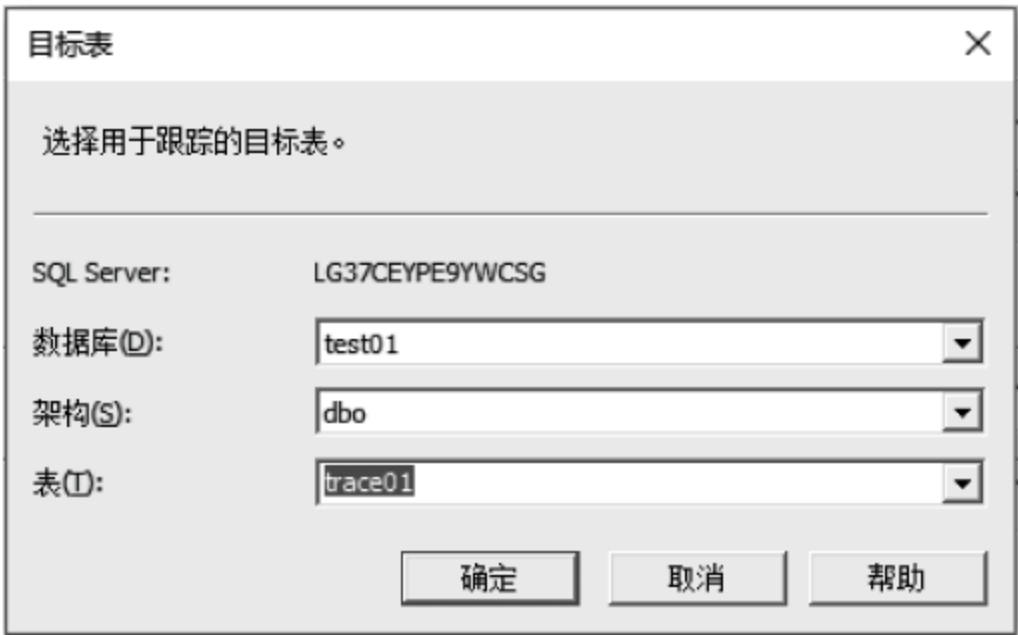 目标表
选择用于跟踪的目标表。
SQL Server: LG37CEYPE9YWCSG
数据库(D): test01
架构(S): dbo
表(T): trace01
确定 取消 帮助